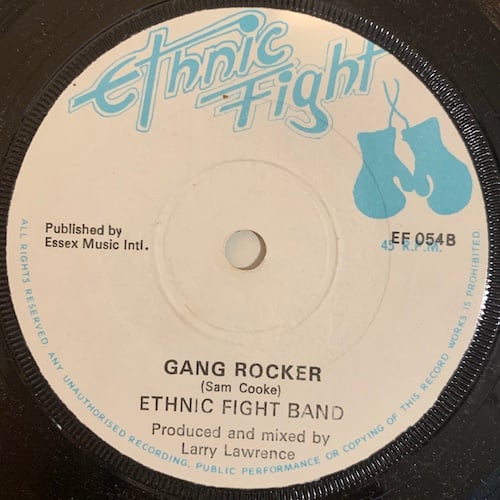 Ethnic
Fight
Published by
Essex Music Intl.
EF 054B
45 R.P.M.
GANG ROCKER
(Sam Cooke)
ETHNIC FIGHT BAND
Produced and mixed by
Larry Lawrence
ALL RIGHTS RESERVED. ANY UNAUTHORISED RECORDING, PUBLIC PERFORMANCE OR COPYING OF THIS RECORD WORKS IS PROHIBITED.